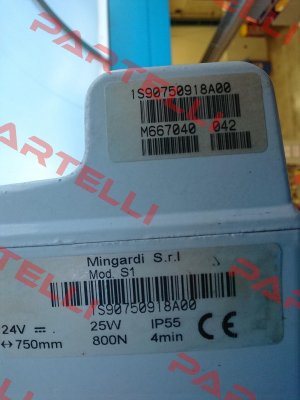 1S90750918A00
M667040 042
Mingardi S.r.l
Mod. S1
1S90750918A00
24V 25W IP55 CE
↔750mm 800N 4min
PARTELLI
PARTELLI
PARTELLI
PARTELLI